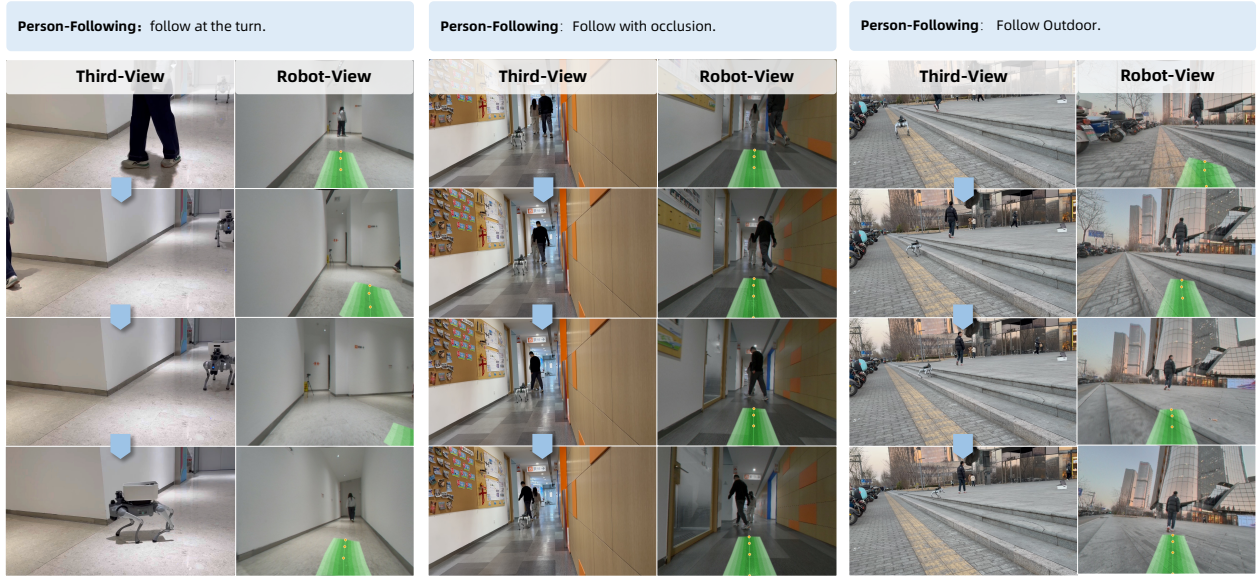 Person-Following: follow at the turn.
Person-Following: Follow with occlusion.
Person-Following: Follow Outdoor.
Third-View
Robot-View
Third-View
Robot-View
Third-View
Robot-View